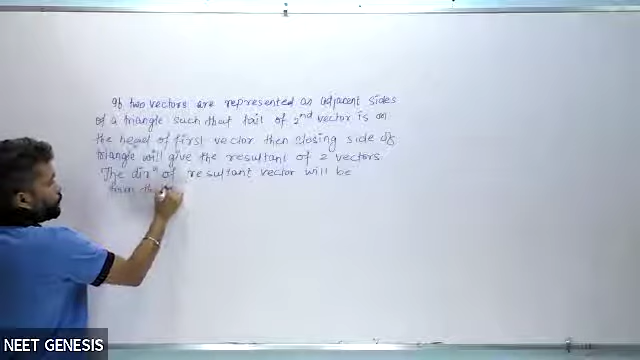 If two vectors are represented as adjacent sides
of a triangle such that tail of 2nd vector is on
the head of first vector then closing side of
triangle will give the resultant of 2 vectors.
The dirⁿ of resultant vector will be
from
NEET GENESIS